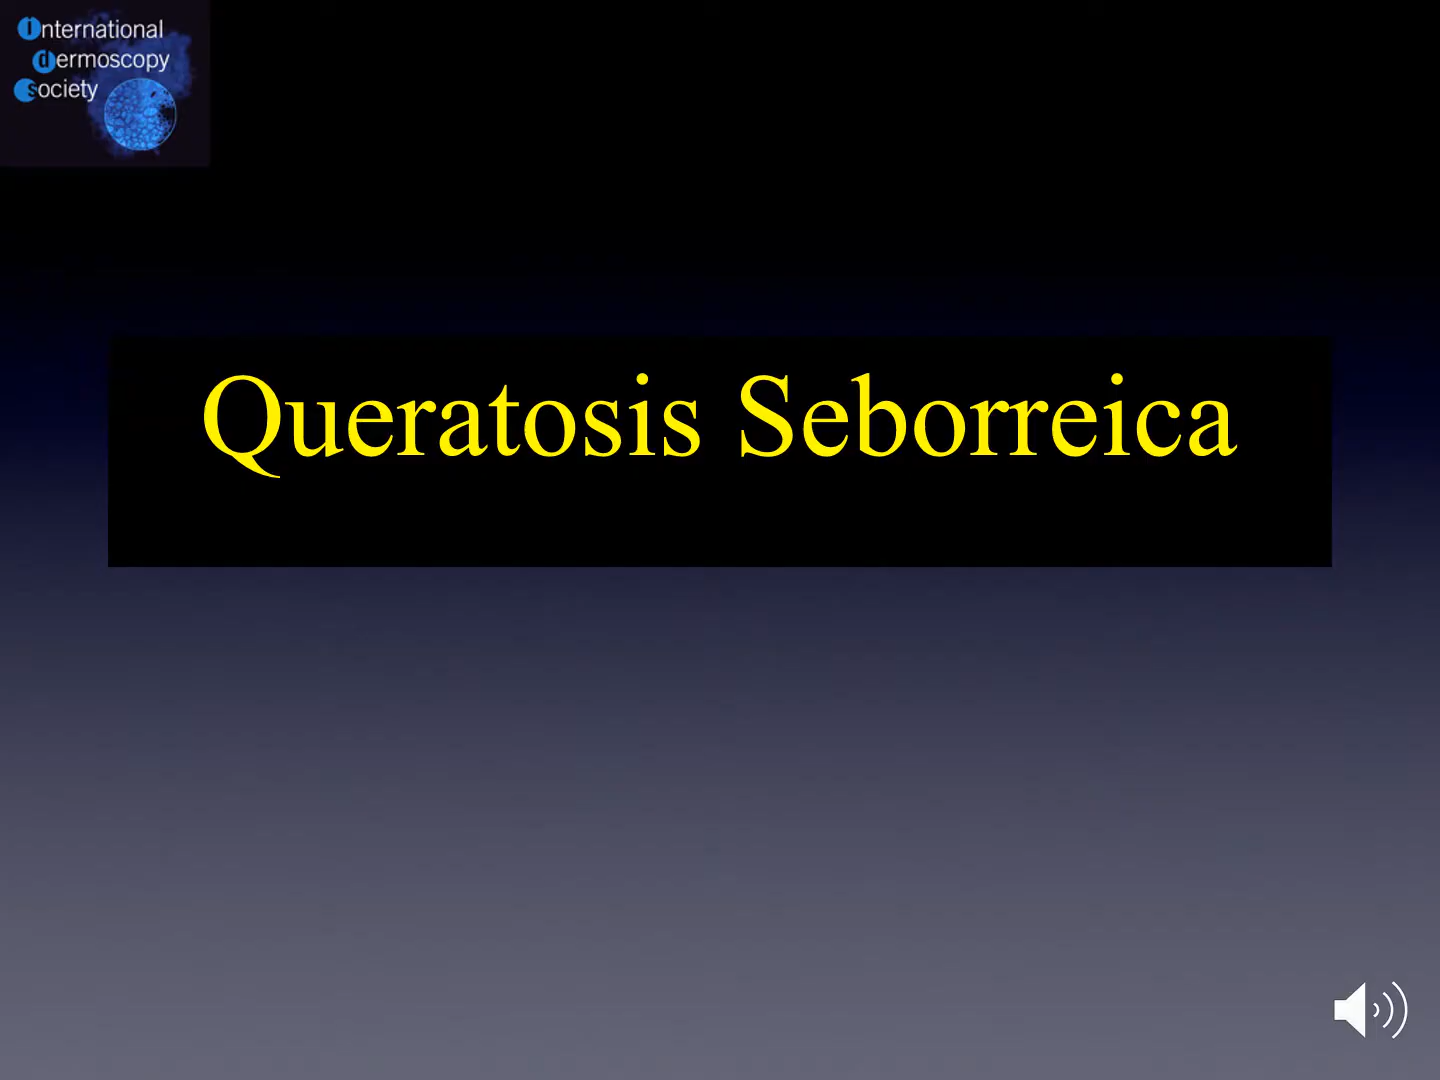 International
dermoscopy
Society
Queratosis Seborreica